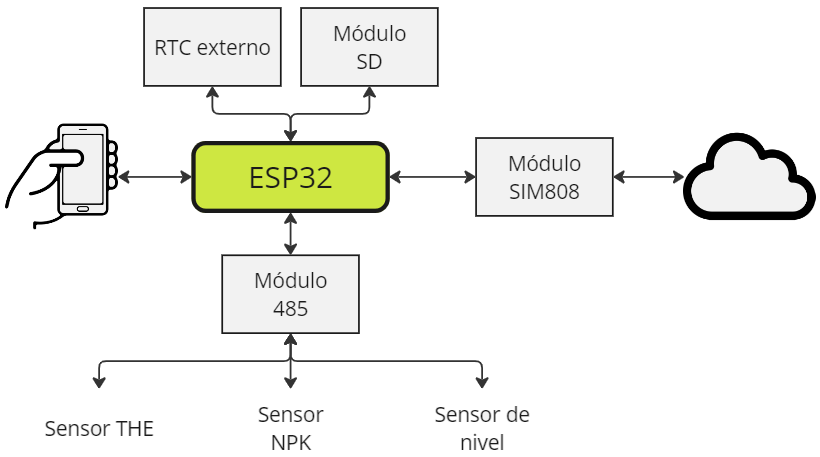 RTC externo
Módulo
SD
ESP32
Módulo
SIM808
Módulo
485
Sensor THE
Sensor
NPK
Sensor de
nivel